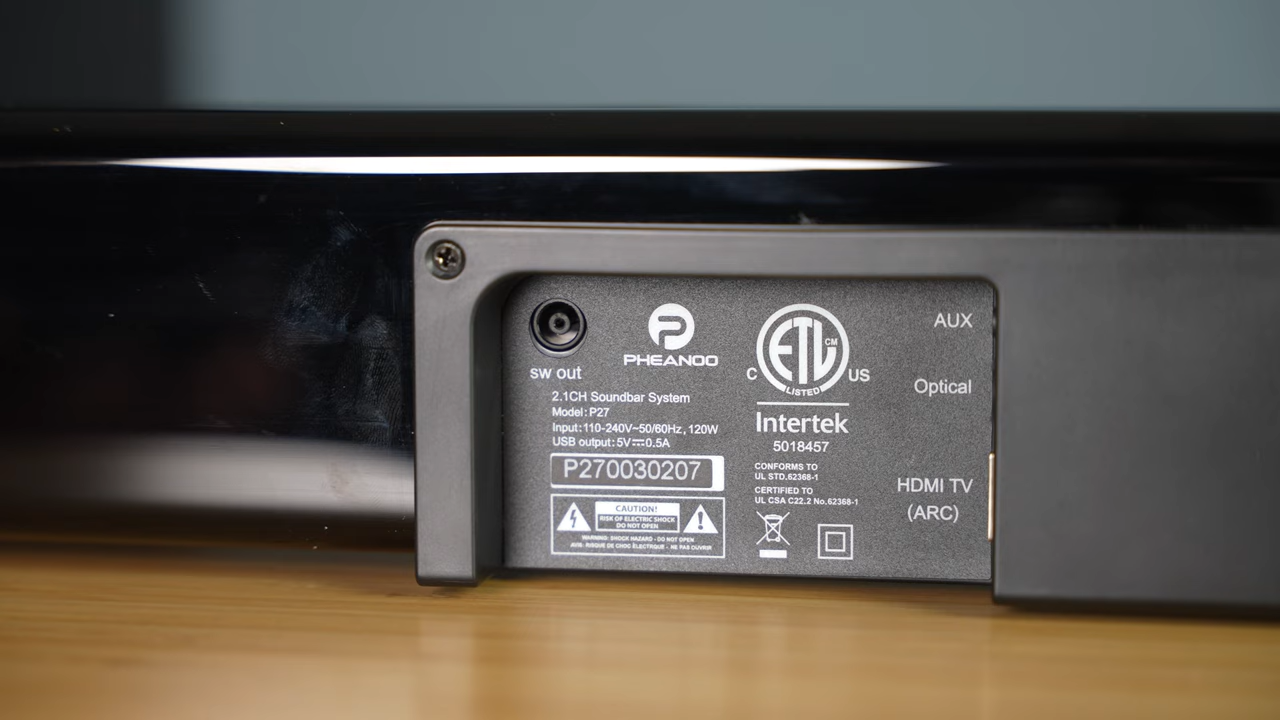 sw out
PHEANOO
2.1CH Soundbar System
Model: P27
Input:110-240V~50/60Hz, 120W
USB output: 5V⎓0.5A
P270030207
CAUTION!
RISK OF ELECTRIC SHOCK
DO NOT OPEN
WARNING: SHOCK HAZARD - DO NOT OPEN
AVIS: RISQUE DE CHOC ÉLECTRIQUE - NE PAS OUVRIR
ETL CM
C US
LISTED
Intertek
5018457
CONFORMS TO
UL STD.62368-1
CERTIFIED TO
UL CSA C22.2 No.62368-1
AUX
Optical
HDMI TV
(ARC)